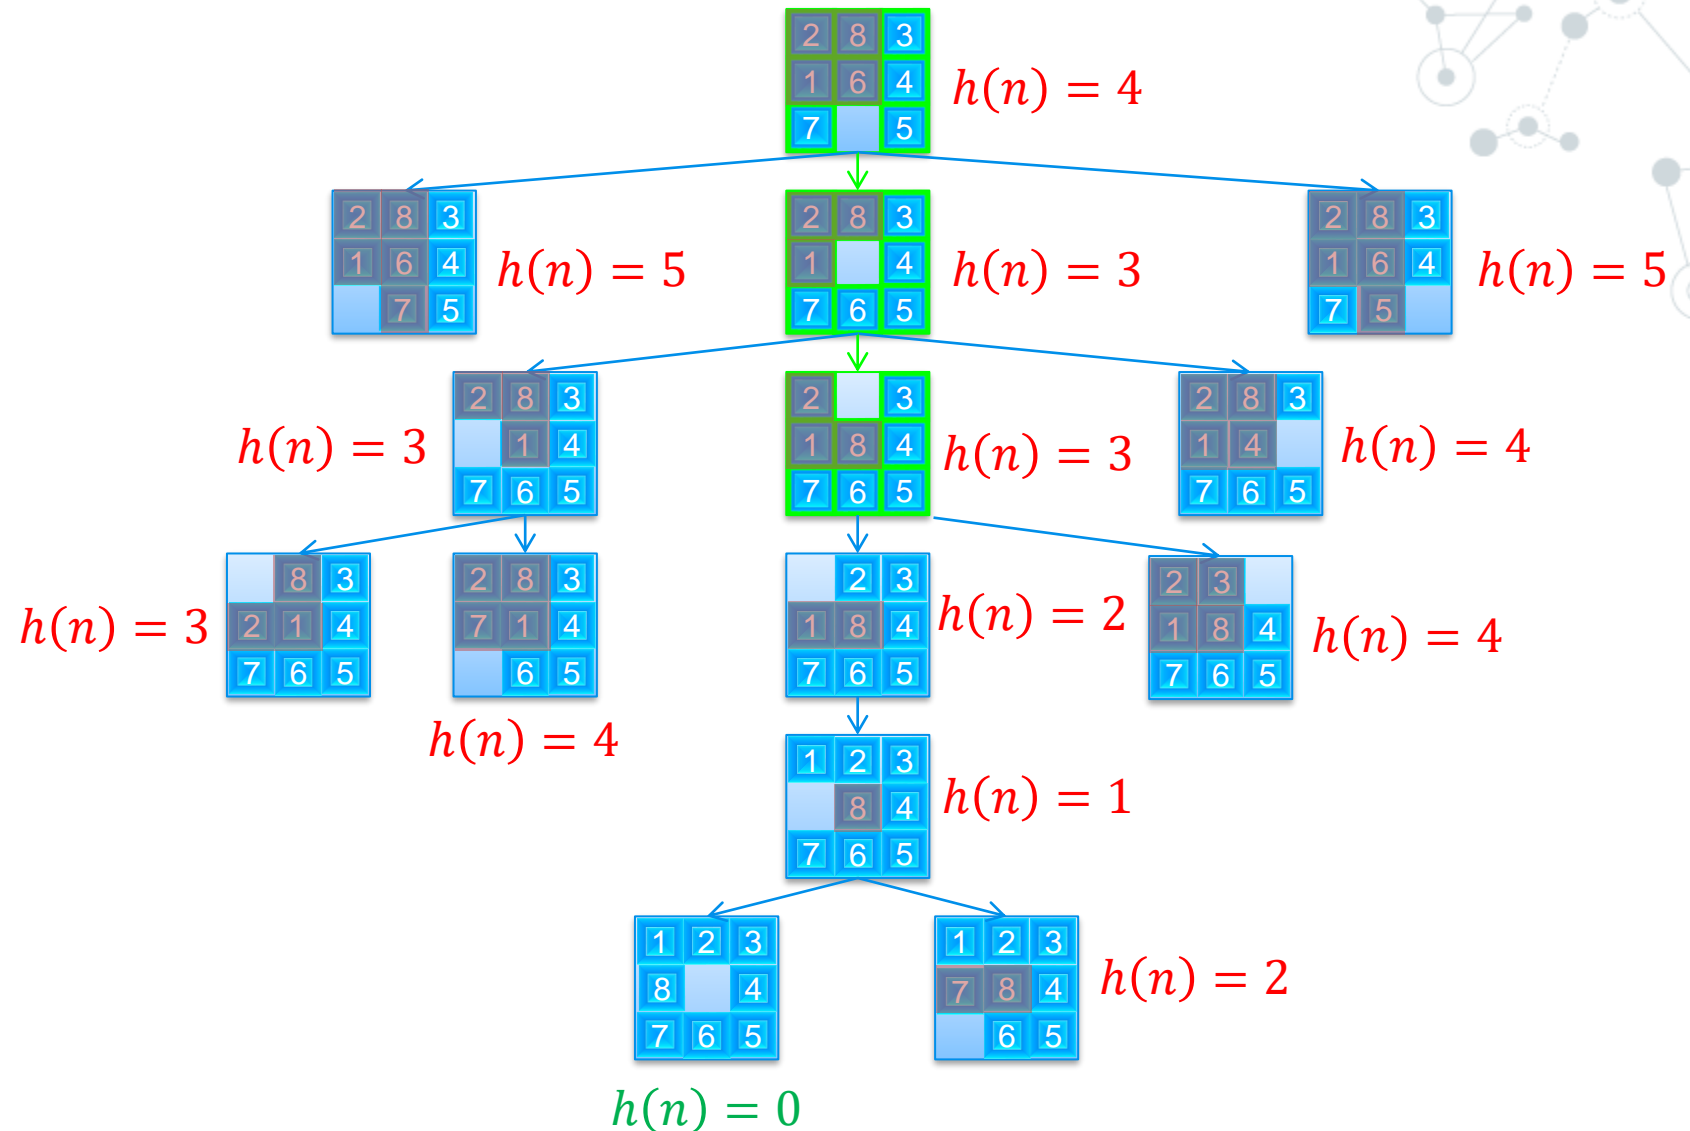 2 8 3
1 6 4
7 5
h(n) = 4
2 8 3
1 6 4
7 5
h(n) = 5
2 8 3
1 4
7 6 5
h(n) = 3
2 8 3
1 6 4
7 5
h(n) = 5
h(n) = 3
2 8 3
1 4
7 6 5
2 3
1 8 4
7 6 5
h(n) = 3
2 8 3
1 4
7 6 5
h(n) = 4
h(n) = 3
8 3
2 1 4
7 6 5
2 8 3
7 1 4
6 5
h(n) = 4
2 3
1 8 4
7 6 5
h(n) = 2
2 3
1 8 4
7 6 5
h(n) = 4
1 2 3
8 4
7 6 5
h(n) = 1
1 2 3
8 4
7 6 5
h(n) = 0
1 2 3
7 8 4
6 5
h(n) = 2